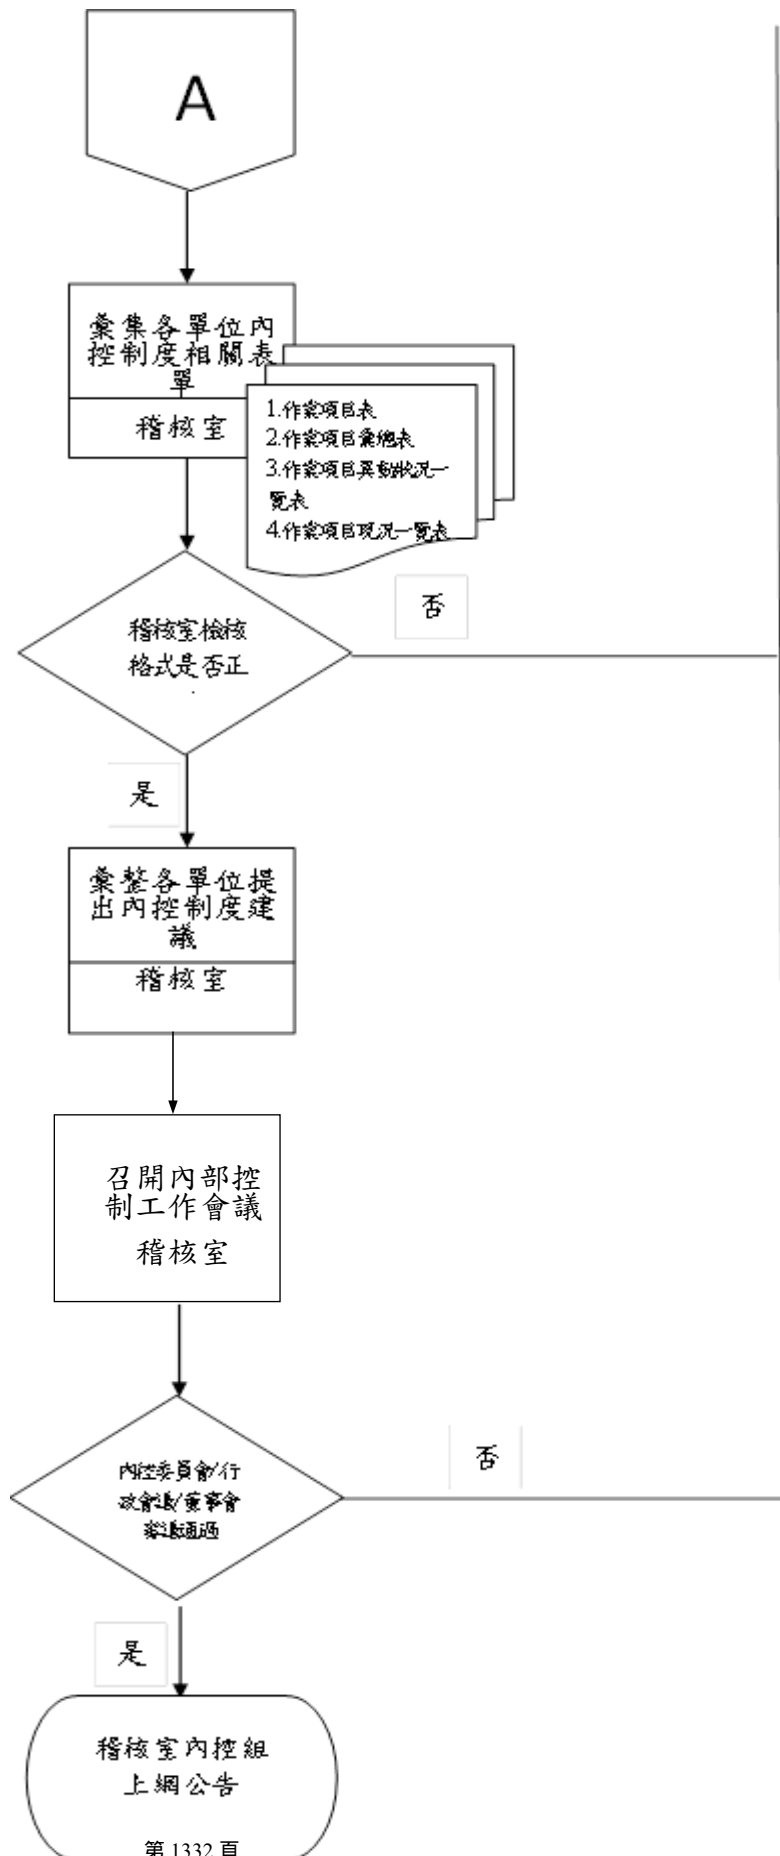 A
彙集各單位內
控制度相關表
單
稽核室
1.作業項目表
2.作業項目彙總表
3.作業項目異動狀況一
覽表
4.作業項目現況一覽表
否
稽核室檢核
格式是否正
是
彙整各單位提
出內控制度建
議
稽核室
召開內部控
制工作會議
稽核室
內控委員會/行
政會議/董事會
審議通過
否
是
稽核室內控組
上網公告
第 1332 頁